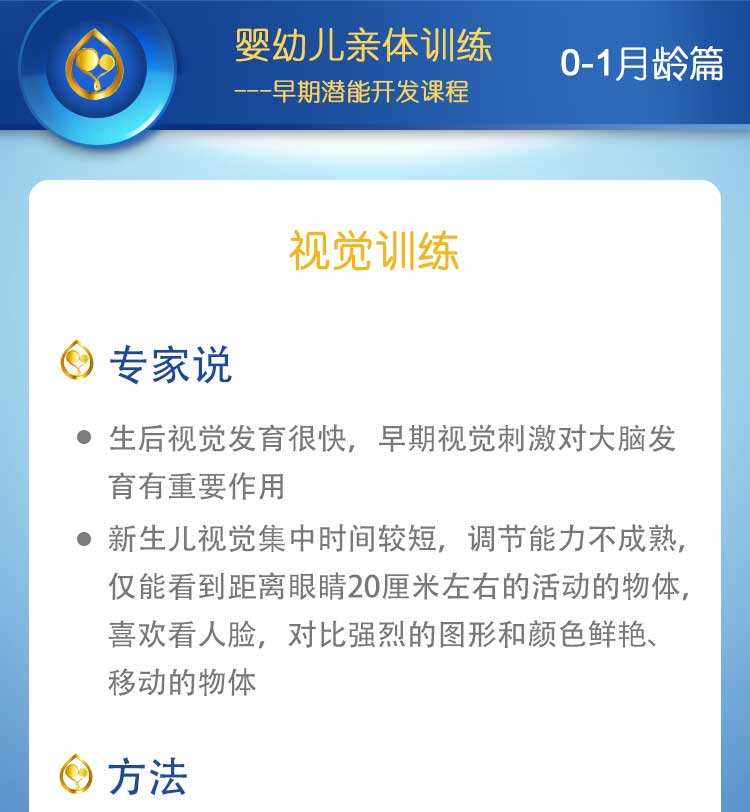 婴幼儿亲体训练
---早期潜能开发课程
0-1月龄篇
视觉训练
专家说
生后视觉发育很快，早期视觉刺激对大脑发
育有重要作用
新生儿视觉集中时间较短，调节能力不成熟，
仅能看到距离眼睛20厘米左右的活动的物体，
喜欢看人脸，对比强烈的图形和颜色鲜艳、
移动的物体
方法